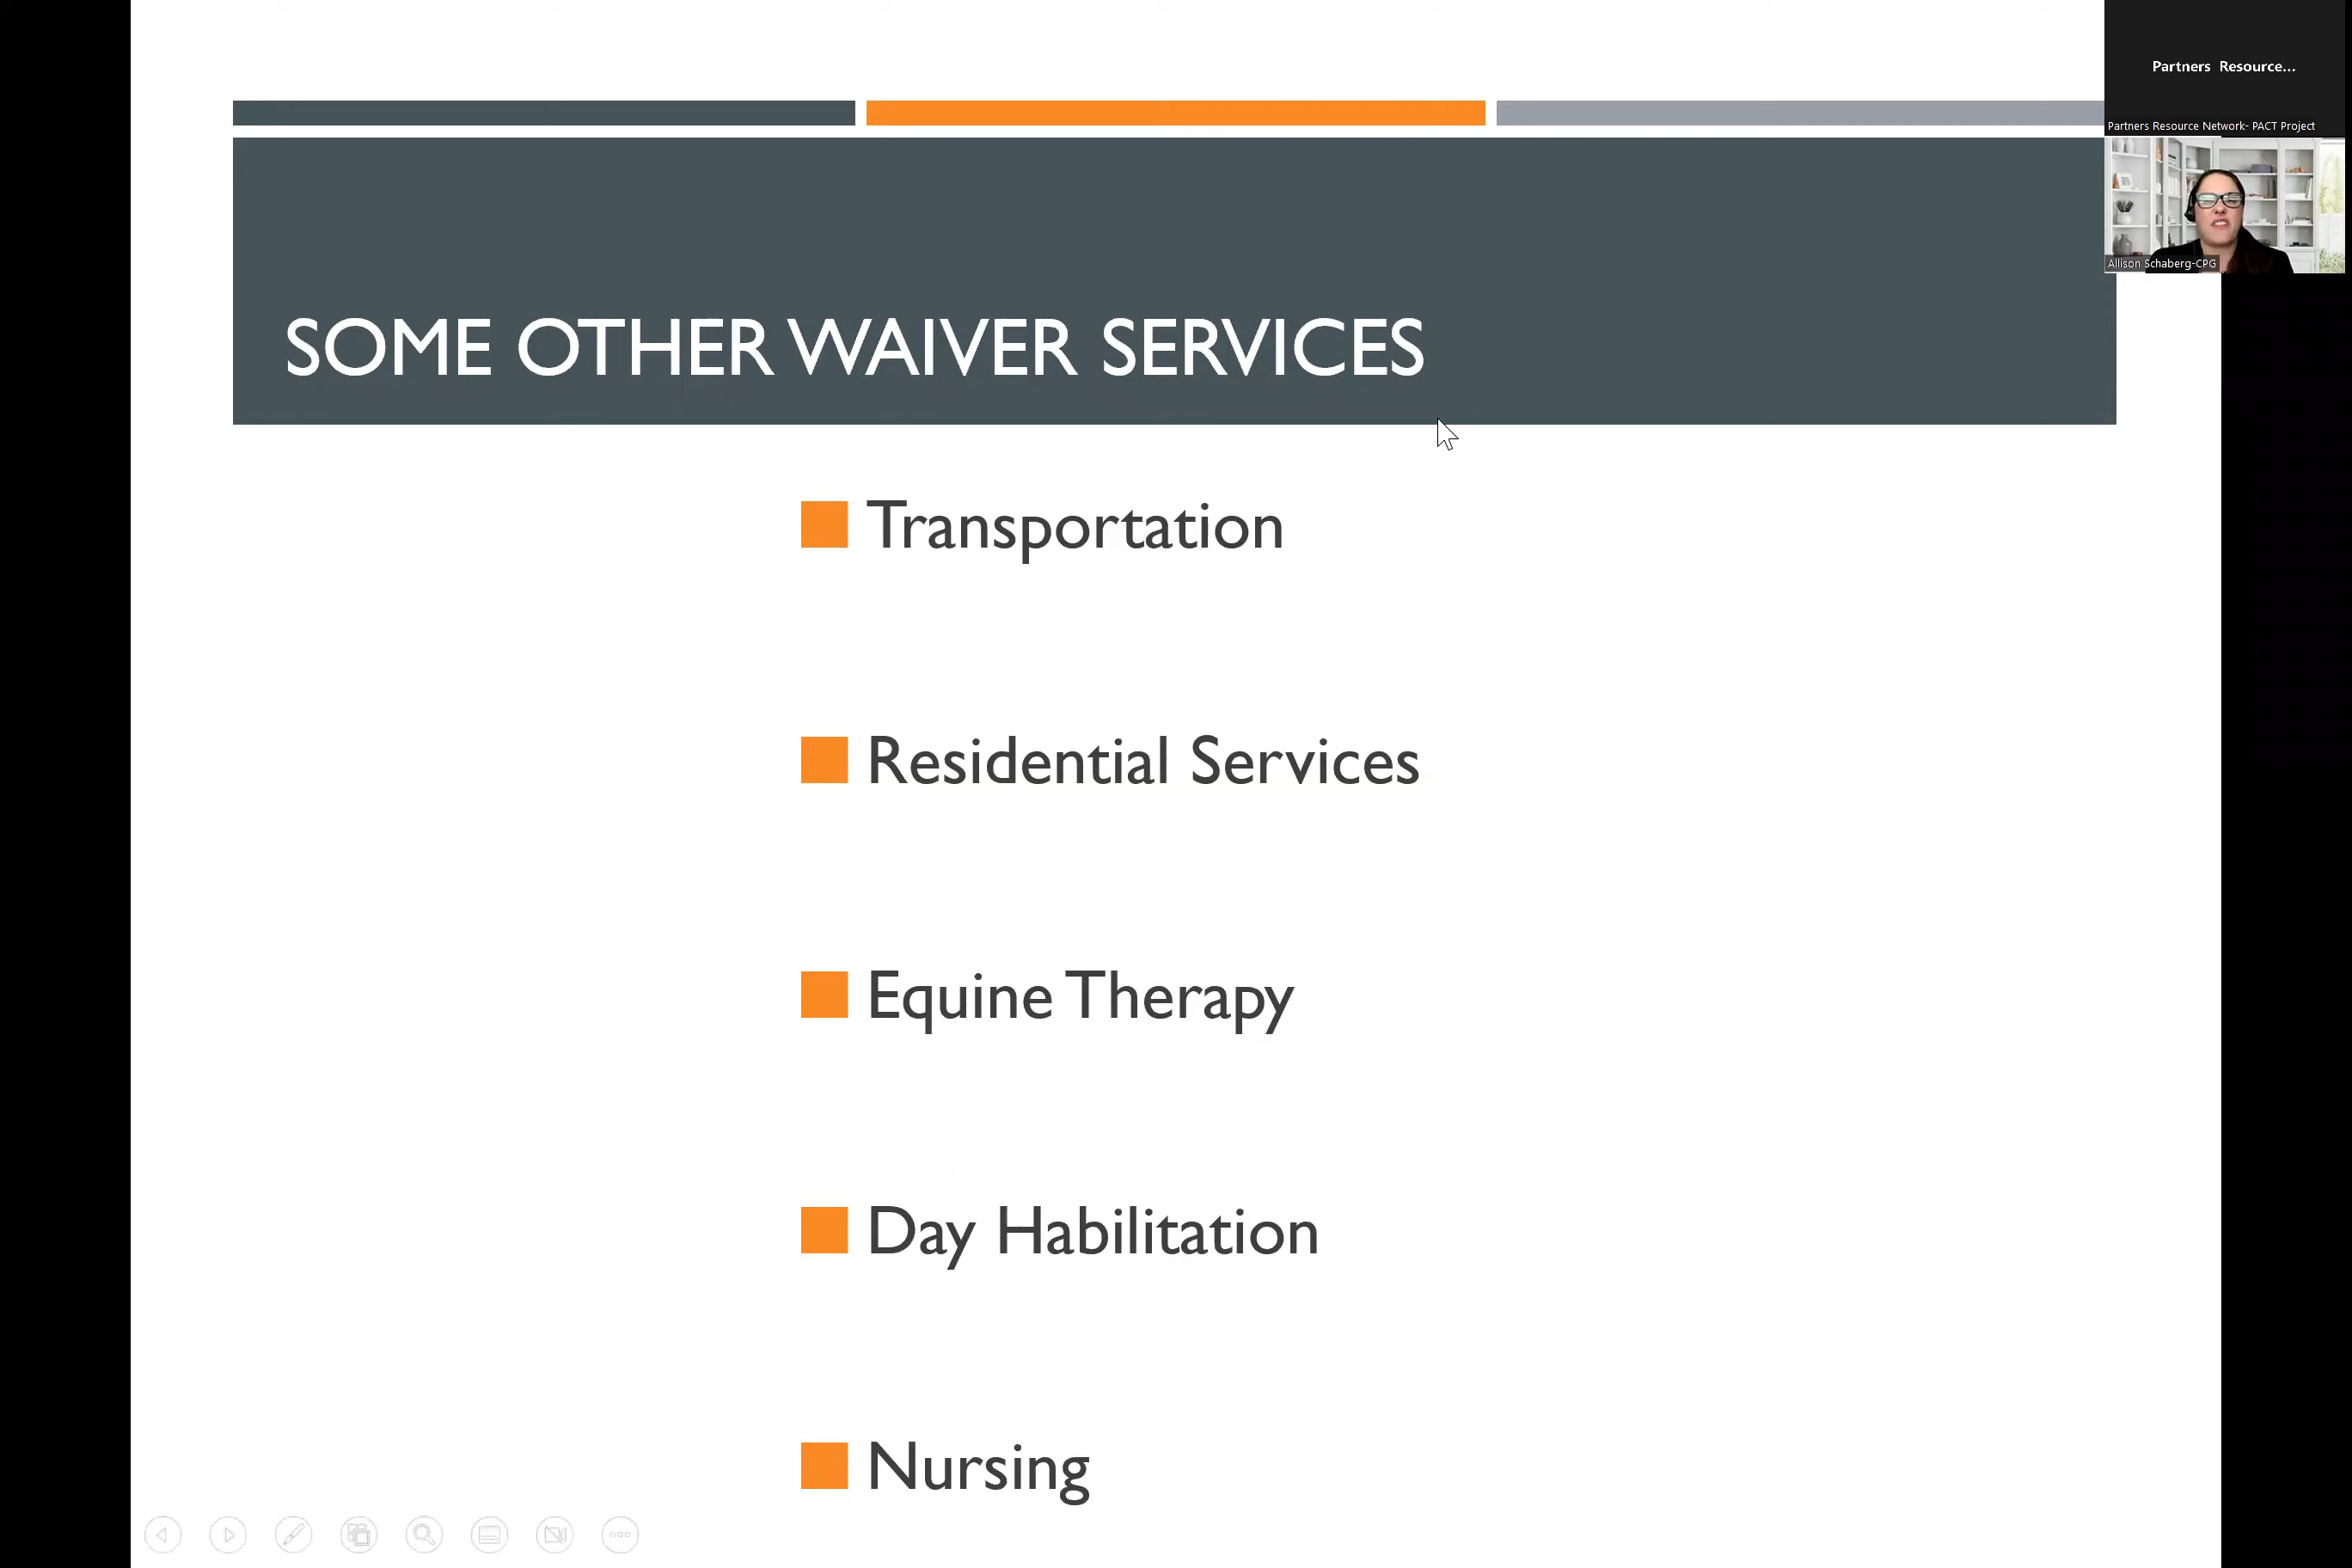 Partners Resource...
Partners Resource Network- PACT Project
Allison Schaberg-CPG
SOME OTHER WAIVER SERVICES
Transportation
Residential Services
Equine Therapy
Day Habilitation
Nursing